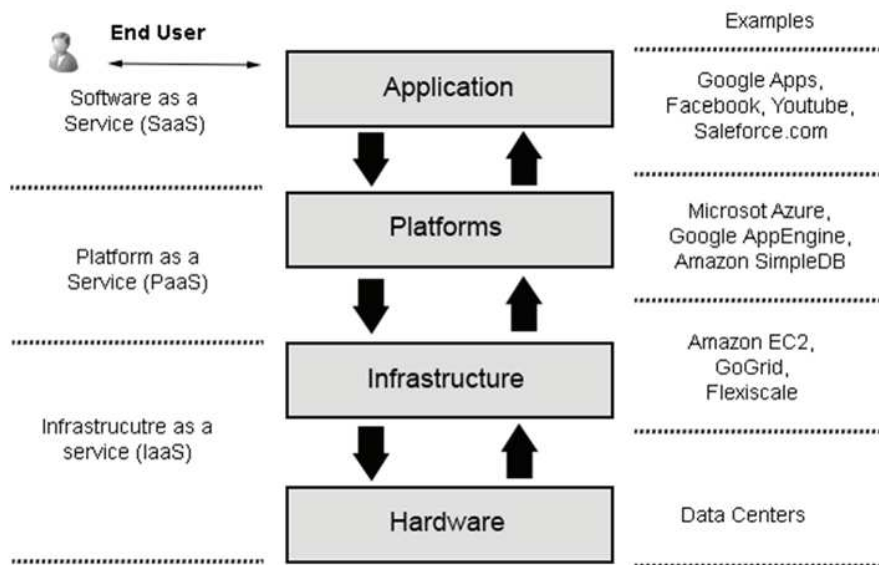 Examples
End User
Application
Software as a
Service (SaaS)
Google Apps,
Facebook, Youtube,
Saleforce.com
Platforms
Platform as a
Service (PaaS)
Microsot Azure,
Google AppEngine,
Amazon SimpleDB
Infrastructure
Infrastrucutre as a
service (IaaS)
Amazon EC2,
GoGrid,
Flexiscale
Hardware
Data Centers